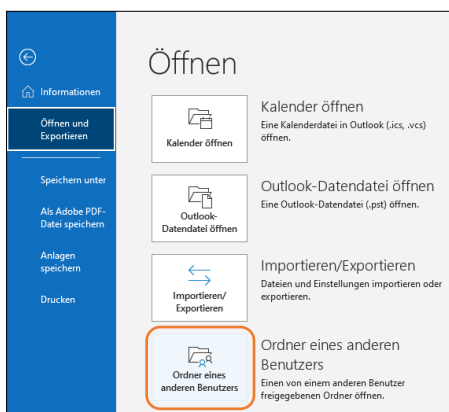 Öffnen
Informationen
Öffnen und
Exportieren
Speichern unter
Als Adobe PDF-
Datei speichern
Anlagen
speichern
Drucken
Kalender öffnen
Kalender öffnen
Eine Kalenderdatei in Outlook (.ics, .vcs)
öffnen.
Outlook-
Datendatei öffnen
Outlook-Datendatei öffnen
Eine Outlook-Datendatei (.pst) öffnen.
Importieren/
Exportieren
Importieren/Exportieren
Dateien und Einstellungen importieren oder
exportieren.
Ordner eines
anderen Benutzers
Ordner eines anderen
Benutzers
Einen von einem anderen Benutzer
freigegebenen Ordner öffnen.